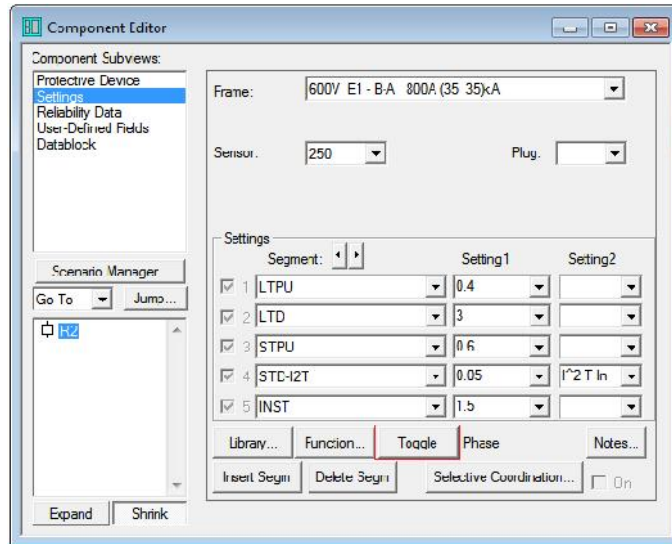 Component Editor
Component Subviews:
Protective Device
Settings
Reliability Data
User-Defined Fields
Datablock
Scenario Manager
Go To
Jump...
R2
Expand
Shrink
Frame:
600V E1 - B-A 800A (35 35)kA
Sensor:
250
Plug:
Settings
Segment:
Setting1
Setting2
1 LTPU 0.4
2 LTD 3
3 STPU 0.6
4 STD-I2T 0.05 I^2 T In
5 INST 1.5
Library...
Function...
Toggle
Phase
Notes...
Insert Segm
Delete Segm
Selective Coordination...
On